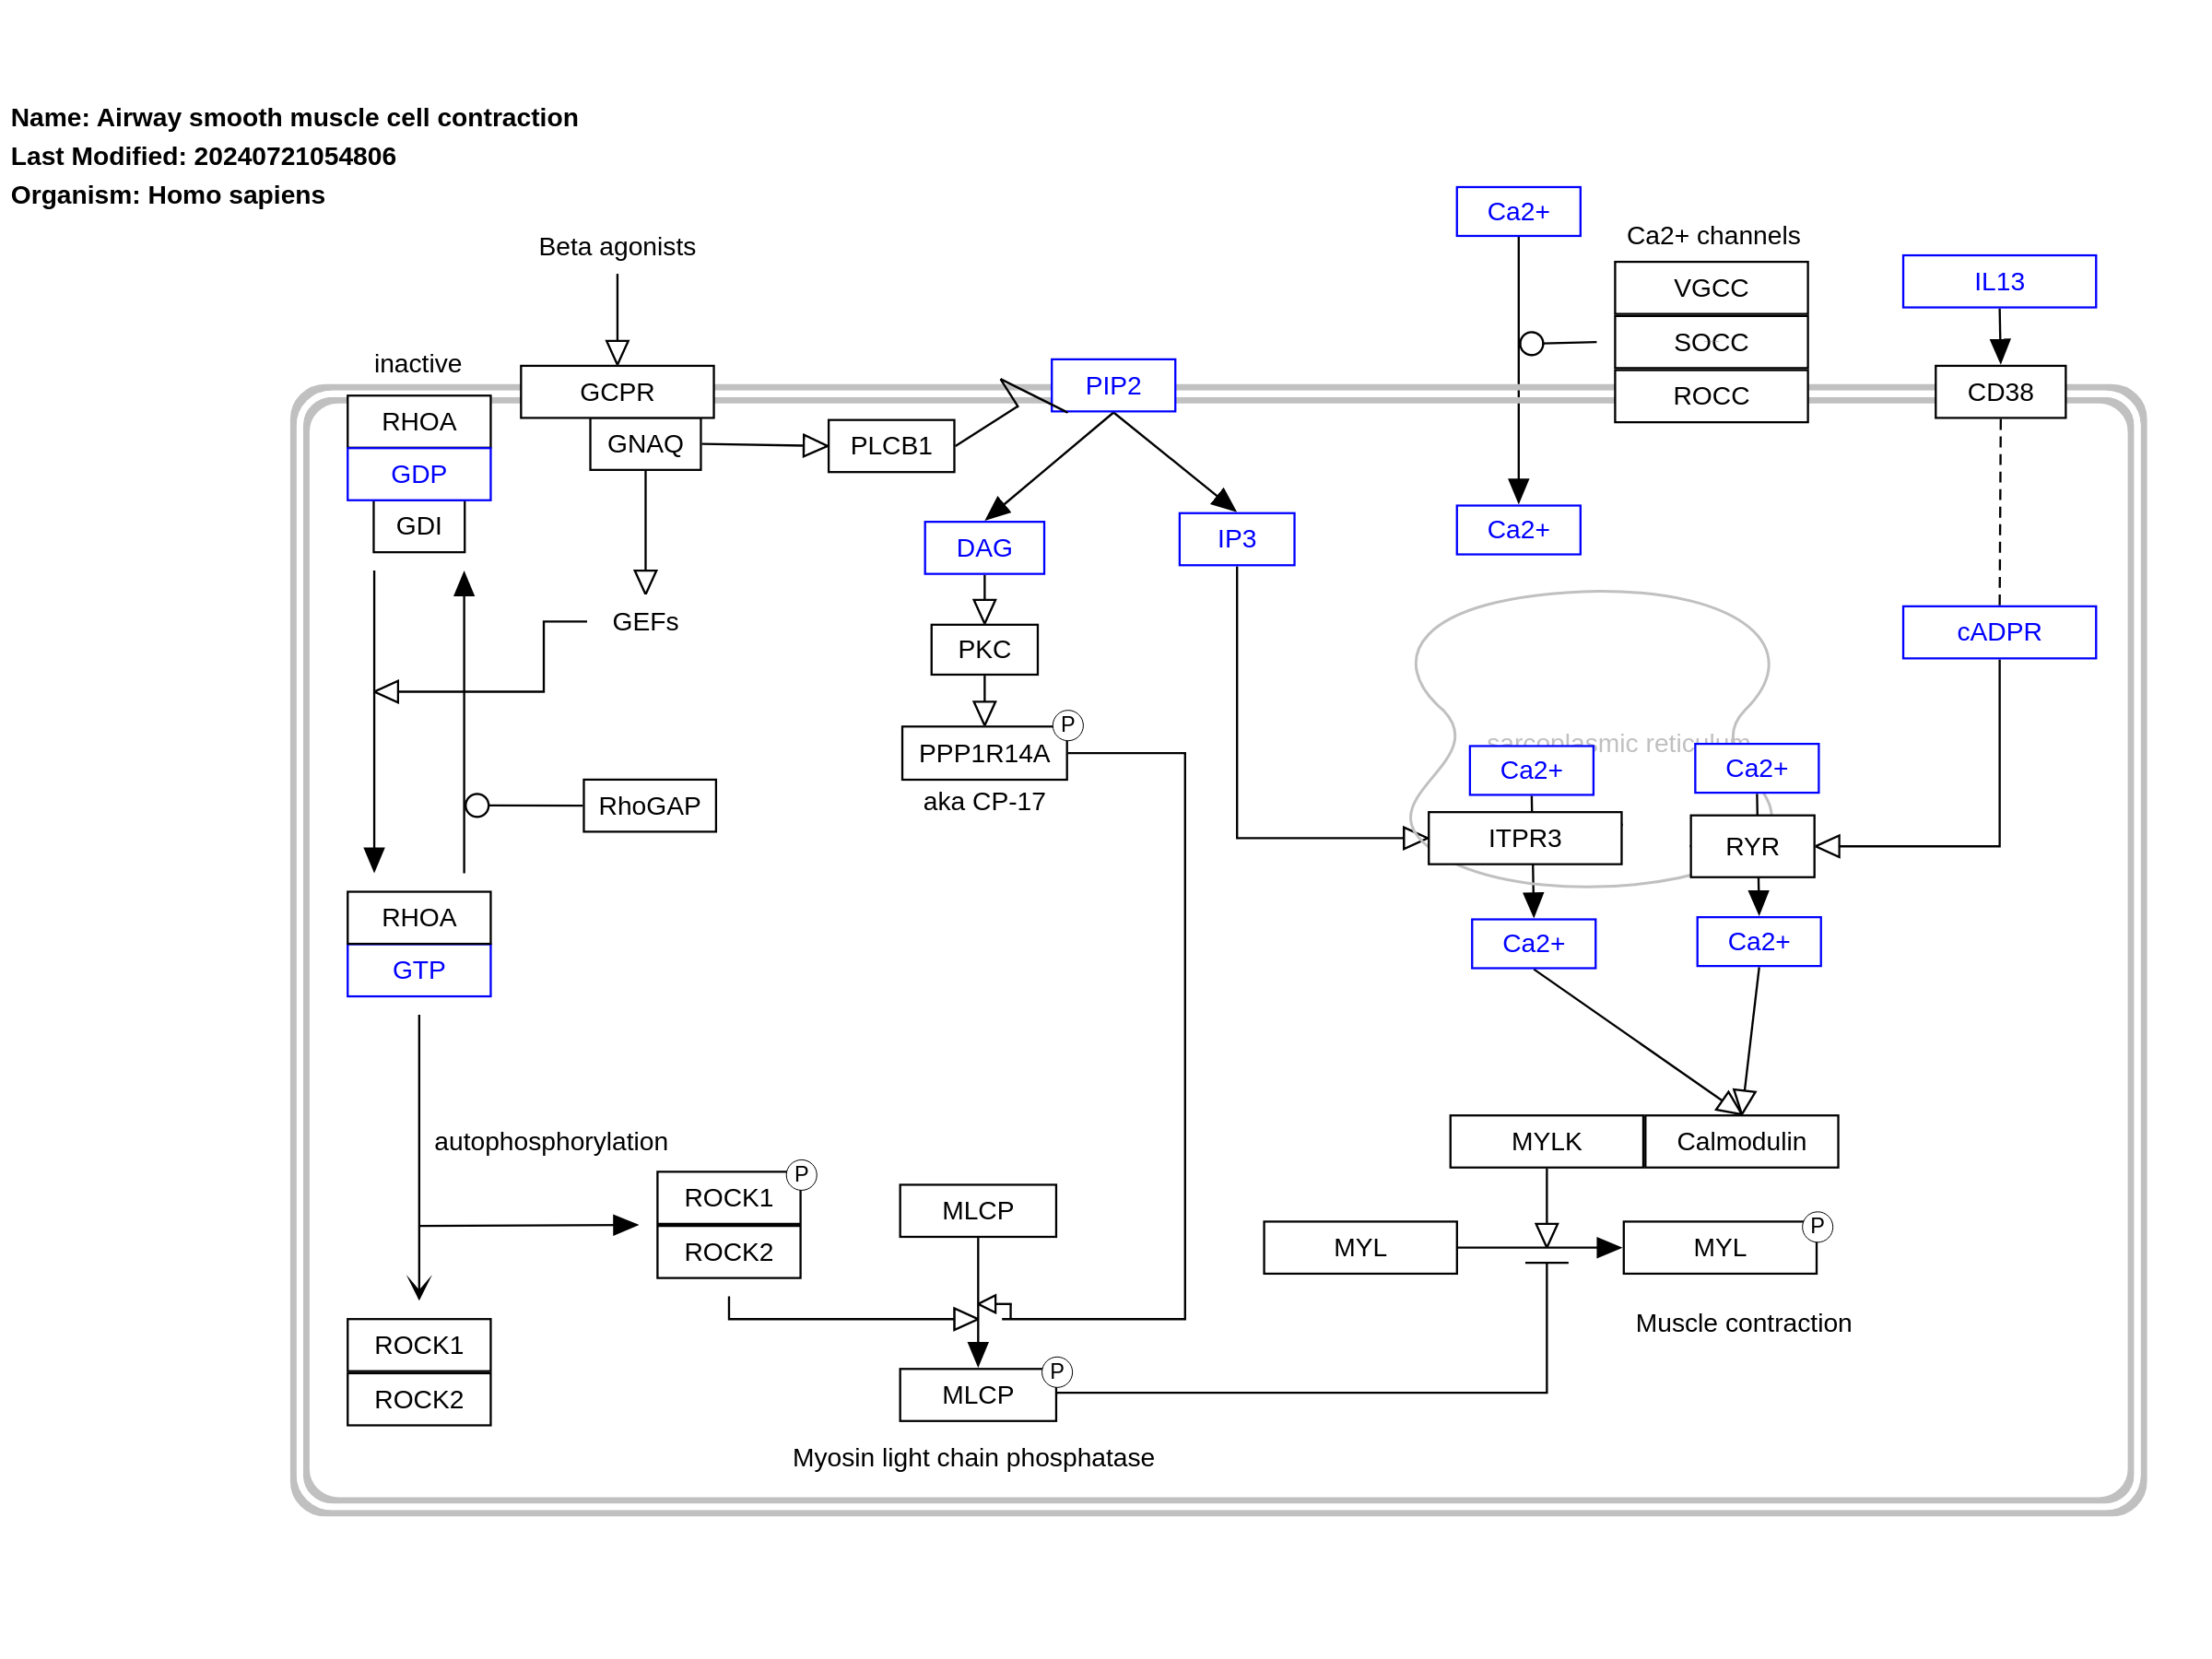 Name: Airway smooth muscle cell contraction
Last Modified: 20240721054806
Organism: Homo sapiens
Ca2+
Ca2+ channels
Beta agonists
VGCC
IL13
SOCC
inactive
GCPR
PIP2
ROCC
CD38
RHOA
GNAQ
PLCB1
GDP
GDI
DAG
IP3
Ca2+
GEFs
PKC
cADPR
sarcoplasmic reticulum
P
PPP1R14A
Ca2+
Ca2+
aka CP-17
RhoGAP
ITPR3
RYR
RHOA
GTP
Ca2+
Ca2+
autophosphorylation
MYLK
Calmodulin
P
ROCK1
MLCP
ROCK2
MYL
MYL
P
Muscle contraction
ROCK1
ROCK2
MLCP
P
Myosin light chain phosphatase